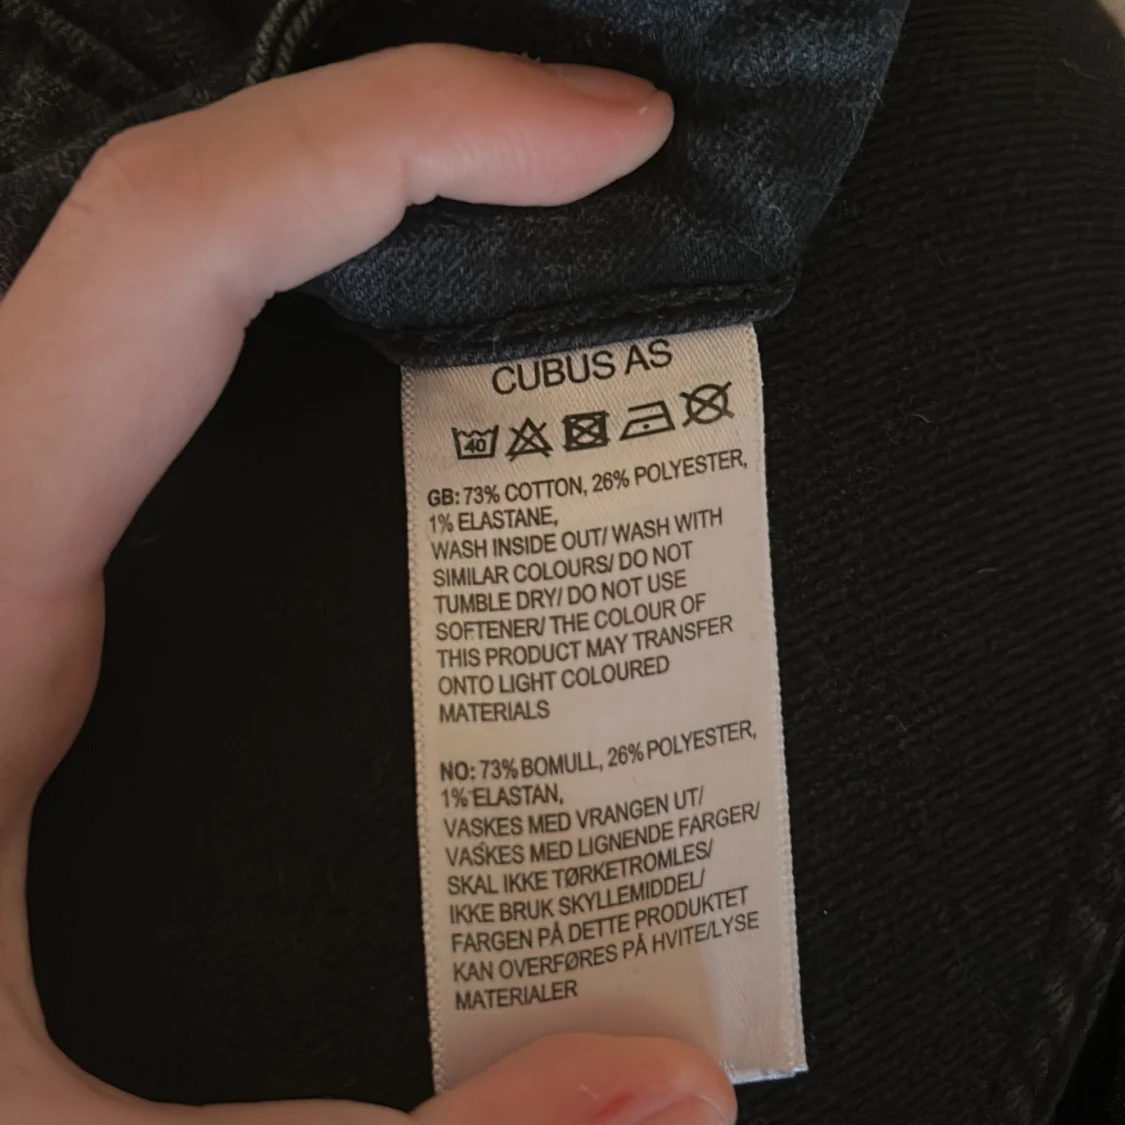 CUBUS AS
40
GB: 73% COTTON, 26% POLYESTER,
1% ELASTANE,
WASH INSIDE OUT/ WASH WITH
SIMILAR COLOURS/ DO NOT
TUMBLE DRY/ DO NOT USE
SOFTENER/ THE COLOUR OF
THIS PRODUCT MAY TRANSFER
ONTO LIGHT COLOURED
MATERIALS
NO: 73% BOMULL, 26% POLYESTER,
1% ELASTAN,
VASKES MED VRANGEN UT/
VASKES MED LIGNENDE FARGER/
SKAL IKKE TØRKETROMLES/
IKKE BRUK SKYLLEMIDDEL/
FARGEN PÅ DETTE PRODUKTET
KAN OVERFØRES PÅ HVITE/LYSE
MATERIALER